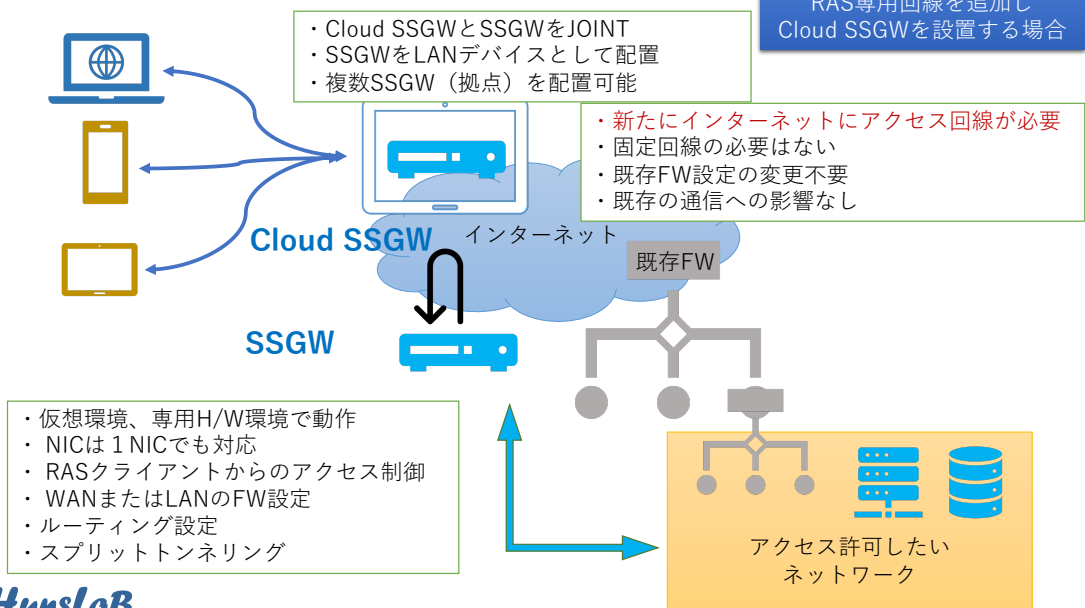 RAS専用回線を追加し
Cloud SSGWを設置する場合
・Cloud SSGWとSSGWをJOINT
・SSGWをLANデバイスとして配置
・複数SSGW（拠点）を配置可能
・新たにインターネットにアクセス回線が必要
・固定回線の必要はない
・既存FW設定の変更不要
・既存の通信への影響なし
Cloud SSGW
インターネット
既存FW
SSGW
・仮想環境、専用H/W環境で動作
・ NICは１NICでも対応
・ RASクライアントからのアクセス制御
・ WANまたはLANのFW設定
・ルーティング設定
・スプリットトンネリング
アクセス許可したい
ネットワーク